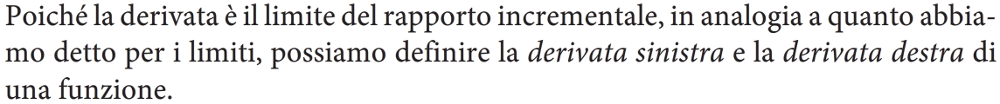 Poiché la derivata è il limite del rapporto incrementale, in analogia a quanto abbia-
mo detto per i limiti, possiamo definire la derivata sinistra e la derivata destra di
una funzione.